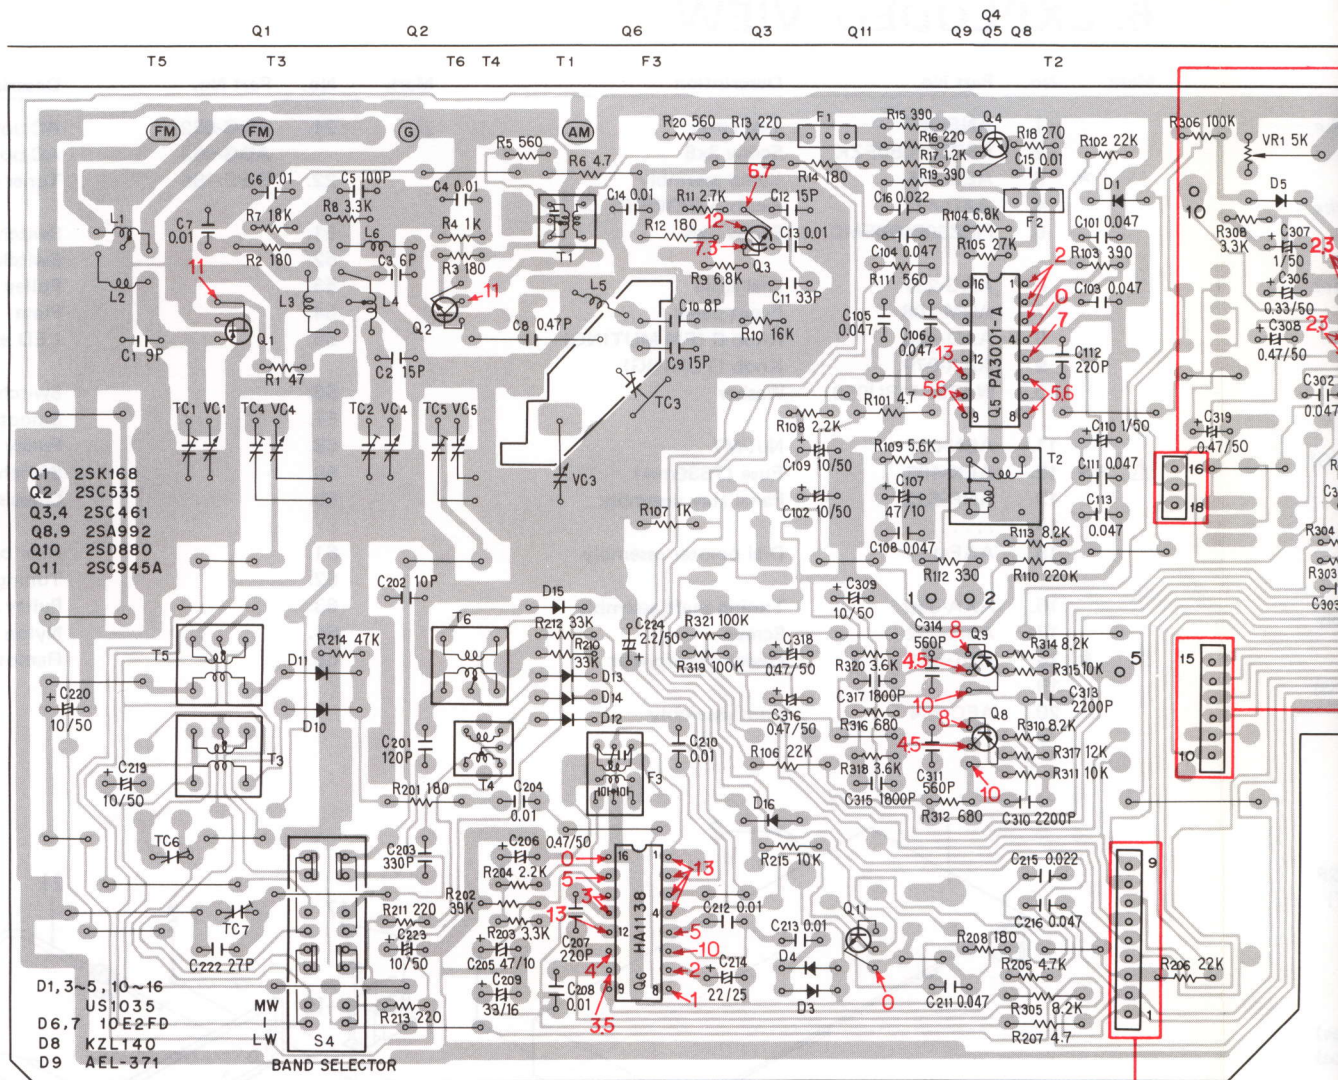 Q1 Q2 Q6 Q3 Q11 Q9 Q4 Q5 Q8
T5 T3 T6 T4 T1 F3 T2
FM FM G AM
R5 560
R6 4.7
R20 560
R13 220
F1
R15 390
R16 220
R17 1.2K
R19 390
Q4
R18 270
C15 0.01
R102 22K
R306 100K
VR1 5K
C6 0.01
C5 100P
C4 0.01
C14 0.01
R11 2.7K
6.7
C12 15P
R14 180
C16 0.022
F2
D1
10
D5
L1
C7 0.01
R7 18K
R8 3.3K
R4 1K
R12 180
12
C13 0.01
R104 6.8K
C101 0.047
R308 3.3K
C307 1/50
R2 180
L6
C3 6P
R3 180
T1
7.3
Q3
C104 0.047
R105 27K
R103 390
23
L2
11
L3
L4
11
L5
R9 6.8K
C11 33P
R111 560
16 1
2
C103 0.047
C306 0.33/50
C1 9P
Q1
Q2
C8 0.47P
C10 8P
R10 16K
C105 0.047
C106 0.047
Q5 PA3001-A
0
7
4
C308 0.47/50
23
R1 47
C2 15P
C9 15P
13
12
C112 220P
C302 0.047
TC3
5.6
9 8
5.6
TC1 VC1 TC4 VC4 TC2 VC4 TC5 VC5
R108 2.2K
R101 4.7
C110 1/50
C319 0.47/50
C109 10/50
R109 5.6K
T2
C111 0.047
16
18
VC3
C102 10/50
C107 47/10
C113 0.047
Q1 2SK168
Q2 2SC535
Q3,4 2SC461
Q8,9 2SA992
Q10 2SD880
Q11 2SC945A
R107 1K
C108 0.047
R113 8.2K
R304
R112 330
R110 220K
R303
C202 10P
D15
C309 10/50
1 2
C303
T6
R212 33K
R210 33K
C224 2.2/50
R321 100K
C318 0.47/50
C314 560P
8
Q9
R314 8.2K
5
15
T5
R214 47K
D11
D13
R319 100K
R320 3.6K
4.5
R315 10K
C220 10/50
D10
D14
D12
C316 0.47/50
C317 1800P
10
C313 2200P
R316 680
8
Q8
R310 8.2K
T3
C201 120P
T4
F3
C210 0.01
R106 22K
4.5
R317 12K
10
C219 10/50
R318 3.6K
C311 560P
R311 10K
R201 180
C204 0.01
C315 1800P
10
R312 680
C310 2200P
D16
TC6
C203 330P
C206 0.47/50
0
16 1
13
R215 10K
C215 0.022
9
R204 2.2K
5
R202 39K
3
TC7
R211 220
R203 3.3K
13
C207 220P
12
HA1138
4
5
C212 0.01
C213 0.01
Q11
C216 0.047
C222 27P
C223 10/50
C205 47/10
10
R208 180
D1,3~5,10~16
US1035
D6,7 10E2FD
D8 KZL140
D9 AEL-371
C209 33/16
4
C208 0.01
3.5
Q6
9 8
2
1
C214 22/25
D4
D3
0
C211 0.047
R205 4.7K
R206 22K
MW
I
LW
S4
R213 220
R305 8.2K
R207 4.7
1
BAND SELECTOR